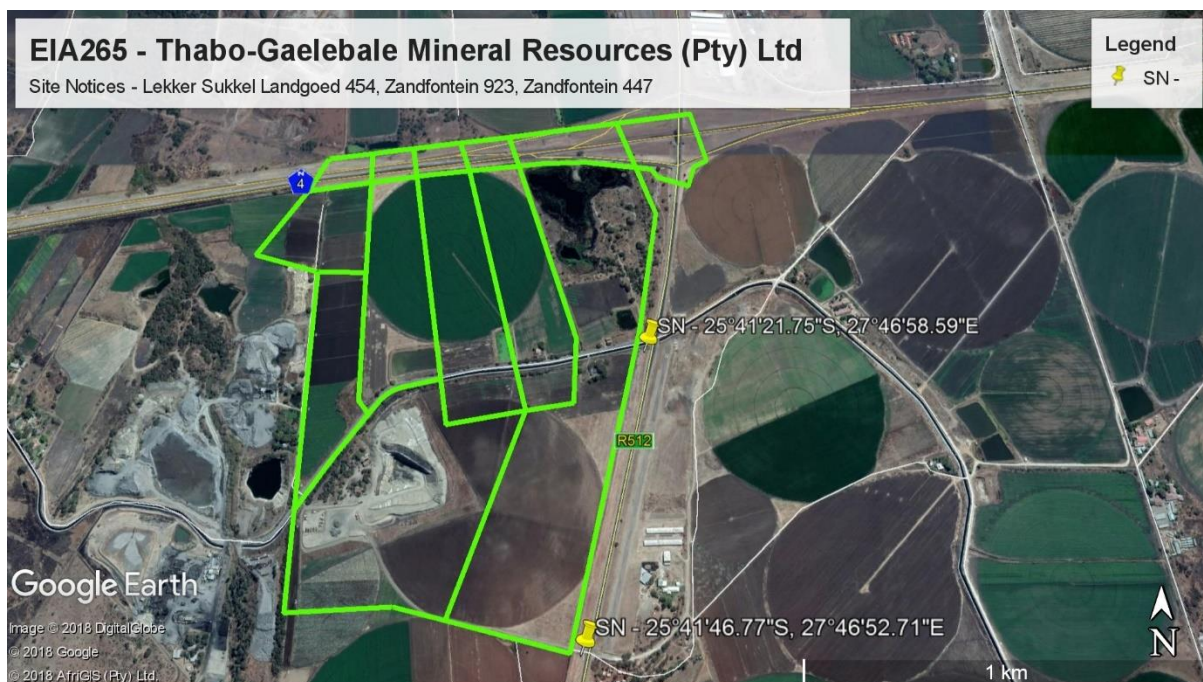 EIA265 - Thabo-Gaelebale Mineral Resources (Pty) Ltd
Site Notices - Lekker Sukkel Landgoed 454, Zandfontein 923, Zandfontein 447
Legend
SN -
N
4
SN - 25°41'21.75"S, 27°46'58.59"E
R512
SN - 25°41'46.77"S, 27°46'52.71"E
Google Earth
Image © 2018 DigitalGlobe
© 2018 Google
© 2018 AfriGIS (Pty) Ltd.
1 km
N